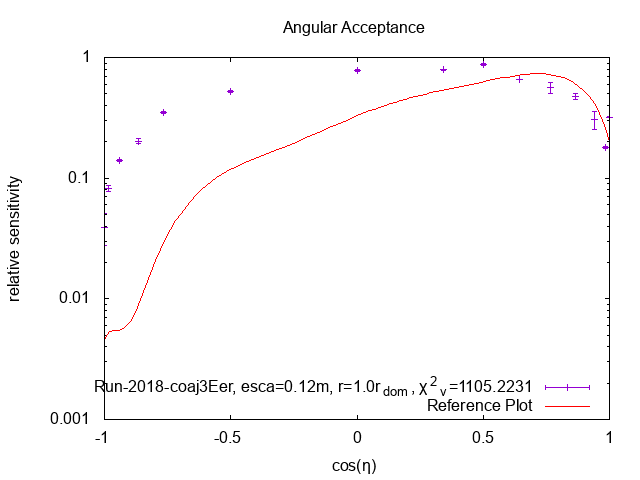 Angular Acceptance
relative sensitivity
1
0.1
0.01
0.001
Run-2018-coaj3Eer, esca=0.12m, r=1.0r dom , χ² ν =1105.2231
Reference Plot
-1 -0.5 0 0.5 1
cos(η)